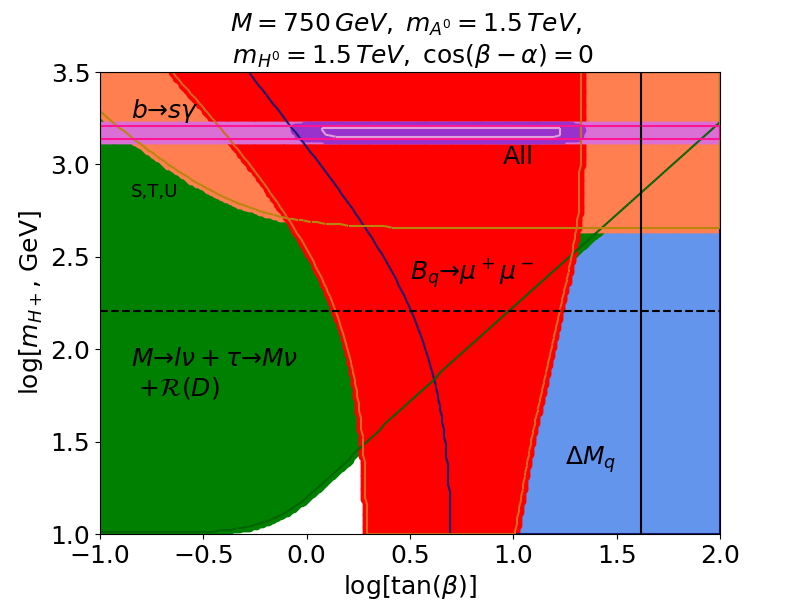 M = 750 GeV, m_{A^0} = 1.5 TeV,
m_{H^0} = 1.5 TeV, cos(β − α) = 0
3.5
b→sγ
3.0
All
S,T,U
2.5
B_q→μ^+ μ^−
log[m_{H+}, GeV]
2.0
M→lν + τ→Mν
+ℛ(D)
1.5
ΔM_q
1.0
−1.0 −0.5 0.0 0.5 1.0 1.5 2.0
log[tan(β)]